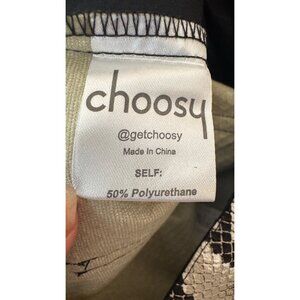 choosy
@getchoosy
Made In China
SELF:
50% Polyurethane